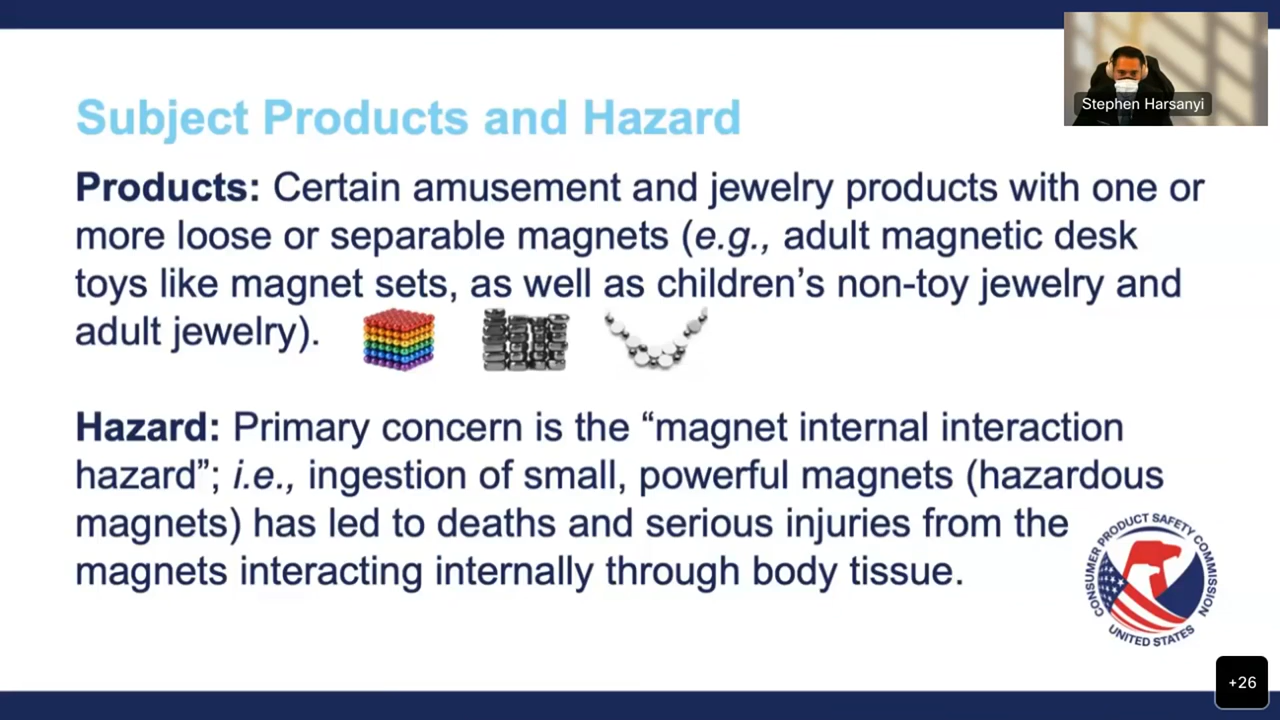 Stephen Harsanyi
Subject Products and Hazard
Products: Certain amusement and jewelry products with one or
more loose or separable magnets (e.g., adult magnetic desk
toys like magnet sets, as well as children’s non-toy jewelry and
adult jewelry).
Hazard: Primary concern is the “magnet internal interaction
hazard”; i.e., ingestion of small, powerful magnets (hazardous
magnets) has led to deaths and serious injuries from the
magnets interacting internally through body tissue.
CONSUMER PRODUCT SAFETY COMMISSION
UNITED STATES
+26